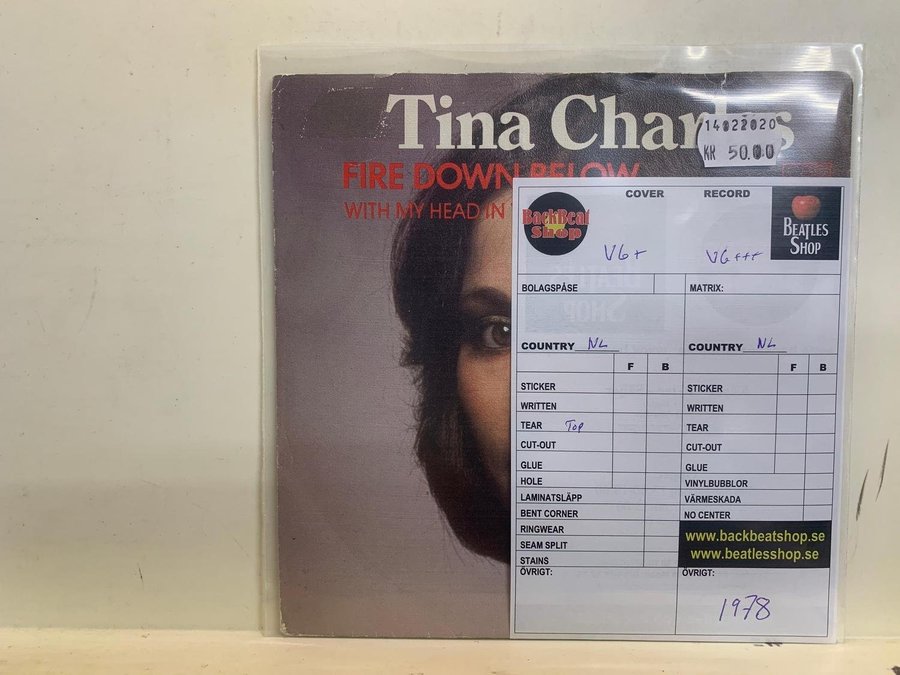 Tina Charles
14022020
KR 50.00
FIRE DOWN BELOW
WITH MY HEAD IN
BackBeat
Shop
COVER
RECORD
BEATLES
SHOP
VG+
VG+++
BOLAGSPÅSE
MATRIX:
COUNTRY NL
COUNTRY NL
F B
F B
STICKER
STICKER
WRITTEN
WRITTEN
TEAR Top
TEAR
CUT-OUT
CUT-OUT
GLUE
GLUE
HOLE
VINYLBUBBLOR
LAMINATSLÄPP
VÄRMESKADA
BENT CORNER
NO CENTER
RINGWEAR
SEAM SPLIT
STAINS
www.backbeatshop.se
www.beatlesshop.se
ÖVRIGT:
ÖVRIGT:
1978